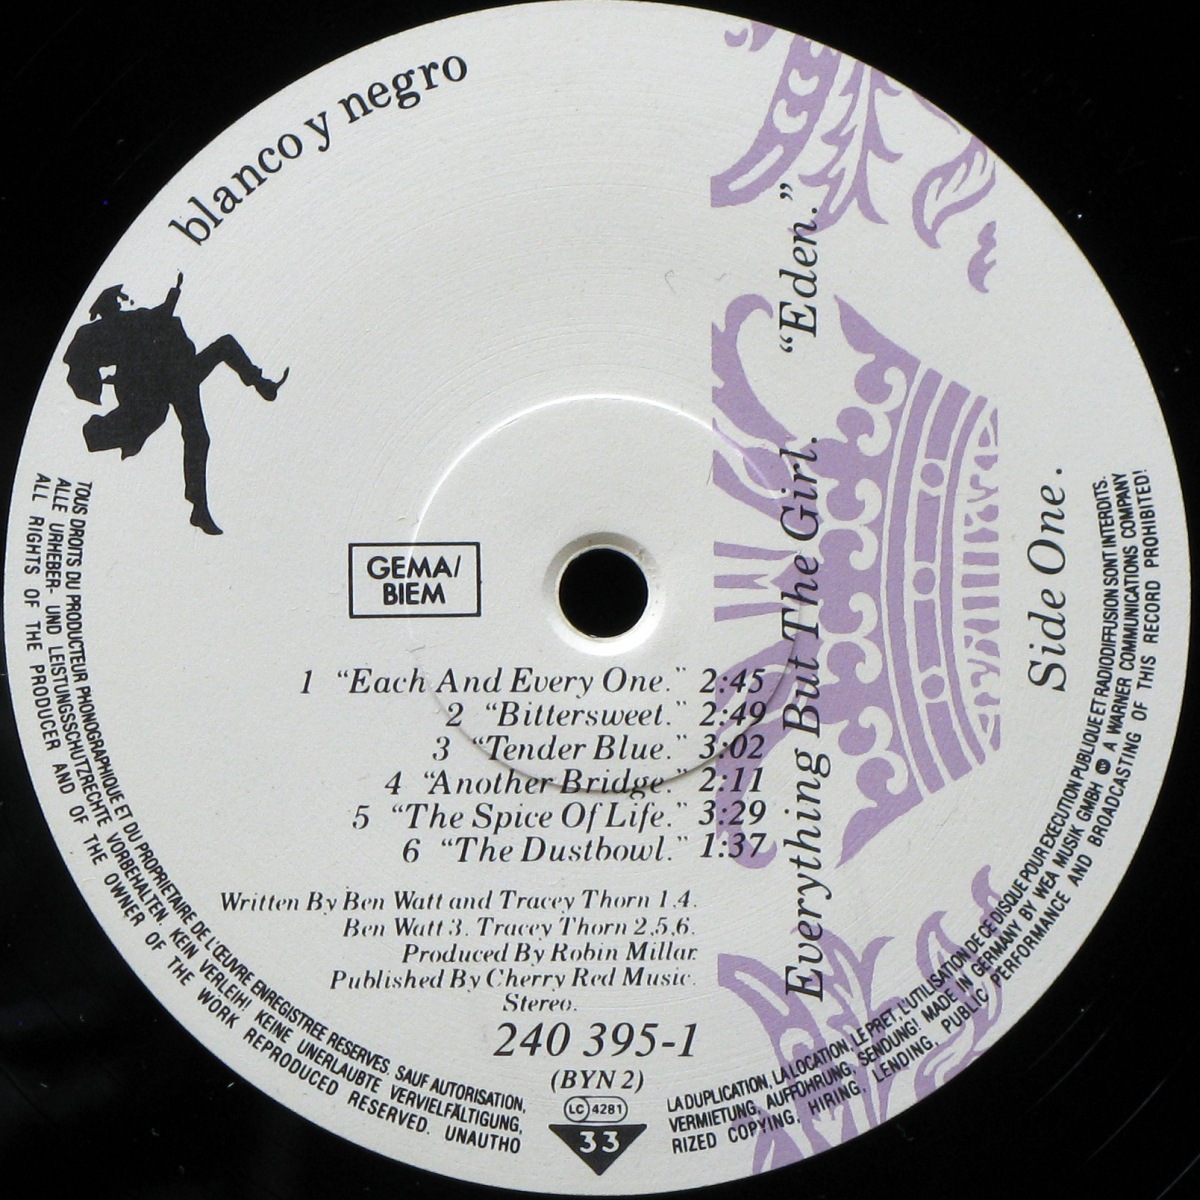 blanco y negro
Everything But The Girl. “Eden.”
Side One.
GEMA/
BIEM
1 “Each And Every One.” 2:45
2 “Bittersweet.” 2:49
3 “Tender Blue.” 3:02
4 “Another Bridge.” 2:11
5 “The Spice Of Life.” 3:29
6 “The Dustbowl.” 1:37
Written By Ben Watt and Tracey Thorn 1,4.
Ben Watt 3. Tracey Thorn 2,5,6.
Produced By Robin Millar.
Published By Cherry Red Music.
Stereo.
240 395-1
(BYN 2)
LC 4281
33
TOUS DROITS DU PRODUCTEUR PHONOGRAPHIQUE ET DU PROPRIETAIRE DE L'ŒUVRE ENREGISTREE RESERVES. SAUF AUTORISATION, LA DUPLICATION, LA LOCATION, LE PRET, L'UTILISATION DE CE DISQUE POUR EXECUTION PUBLIQUE ET RADIODIFFUSION SONT INTERDITS.
ALLE URHEBER- UND LEISTUNGSSCHUTZRECHTE VORBEHALTEN. KEIN VERLEIH! KEINE UNERLAUBTE VERVIELFÄLTIGUNG, VERMIETUNG, AUFFÜHRUNG, SENDUNG! MADE IN GERMANY BY WEA MUSIK GMBH A WARNER COMMUNICATIONS COMPANY
ALL RIGHTS OF THE PRODUCER AND OF THE OWNER OF THE WORK REPRODUCED RESERVED. UNAUTHORIZED COPYING, HIRING, LENDING, PUBLIC PERFORMANCE AND BROADCASTING OF THIS RECORD PROHIBITED!